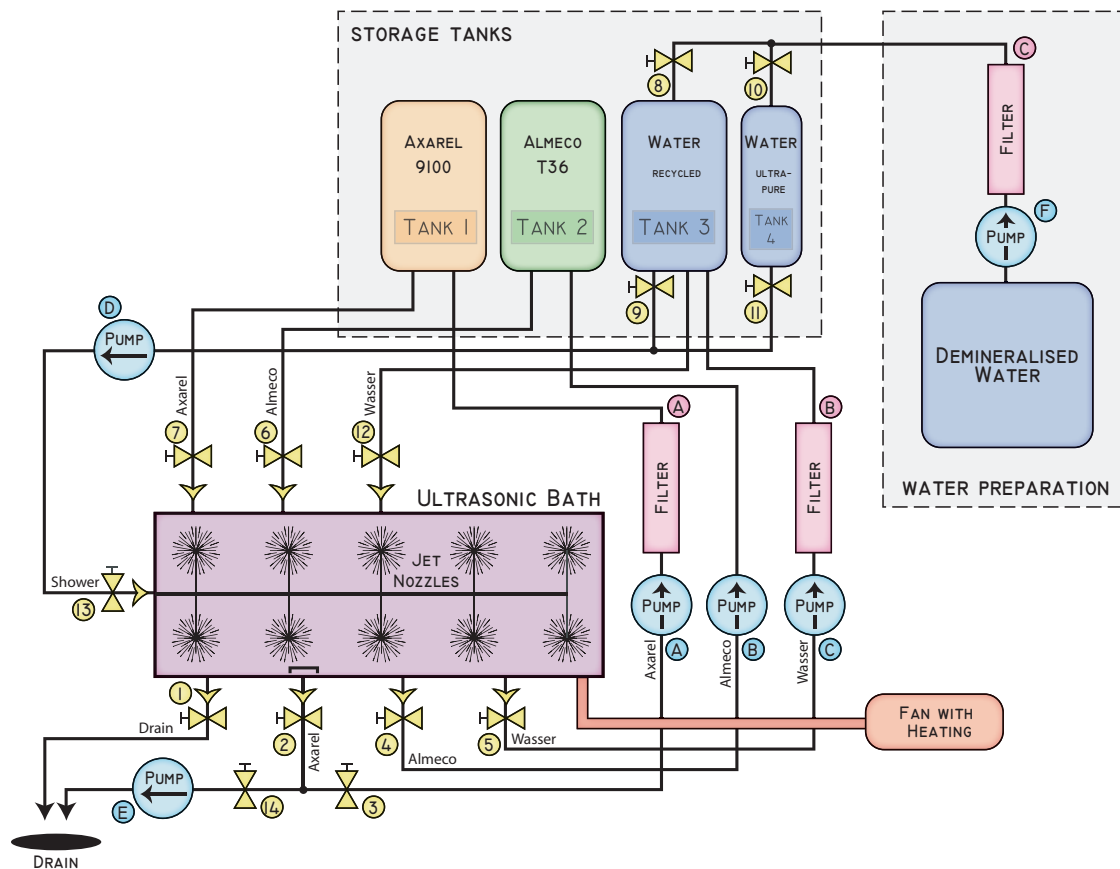 STORAGE TANKS
C
8
10
FILTER
AXAREL
9100
TANK 1
ALMECO
T36
TANK 2
WATER
RECYCLED
TANK 3
WATER
ULTRA-
PURE
TANK
4
F
PUMP
9
11
DEMINERALISED
WATER
WATER PREPARATION
D
PUMP
Axarel
7
Almeco
6
Wasser
12
A
FILTER
B
FILTER
ULTRASONIC BATH
JET
NOZZLES
Shower
13
PUMP
A
Axarel
PUMP
B
Almeco
PUMP
C
Wasser
1
Drain
2
Axarel
4
Almeco
5
Wasser
FAN WITH
HEATING
PUMP
E
14
3
DRAIN